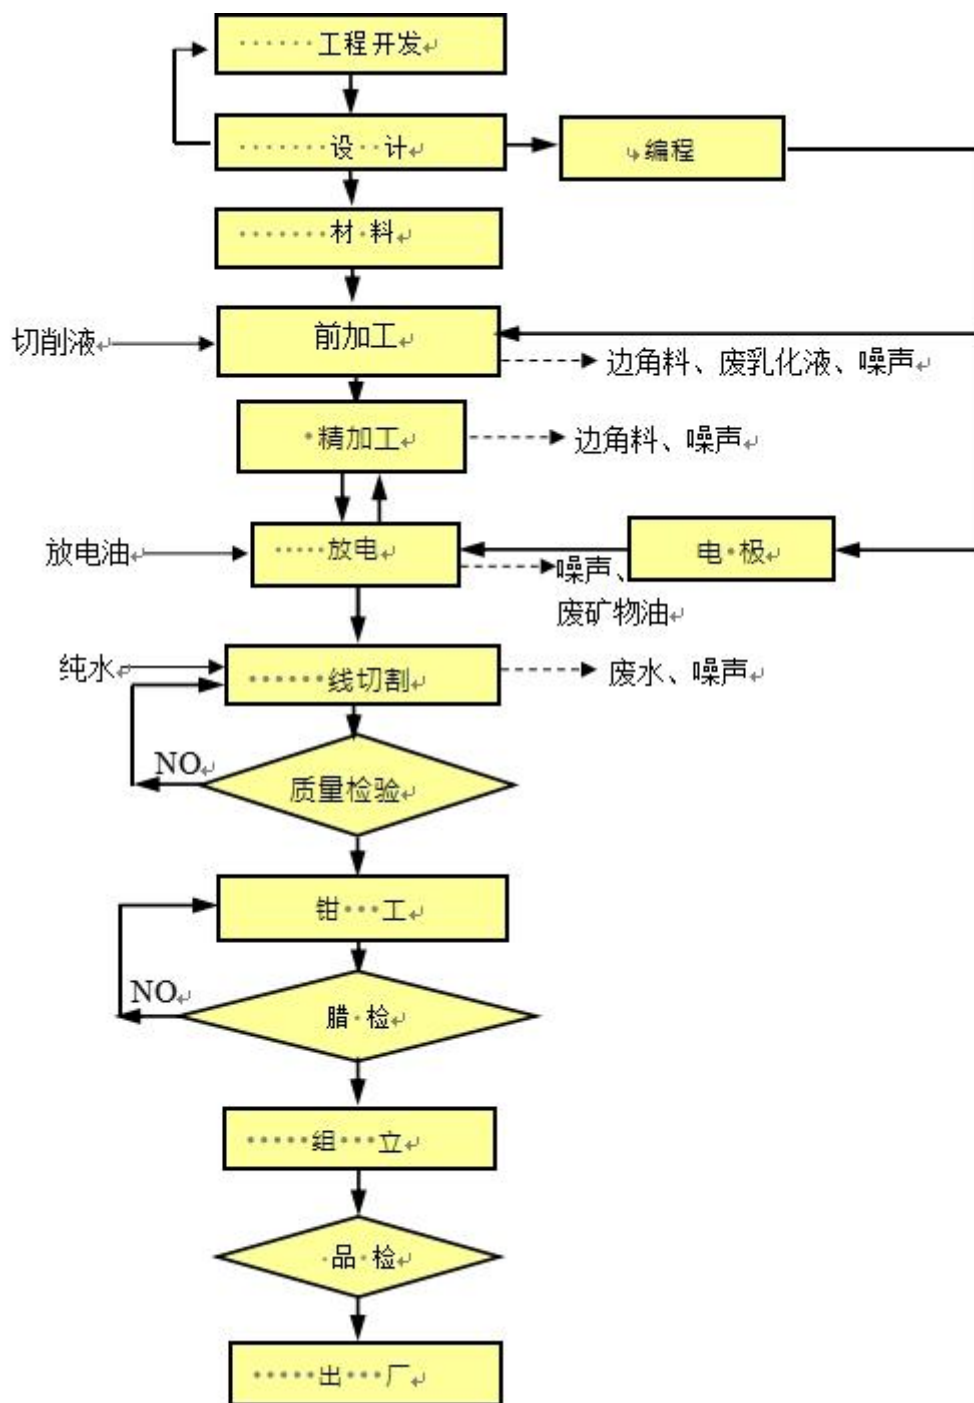 工程开发
设计
编程
材料
切削液
前加工
边角料、废乳化液、噪声
精加工
边角料、噪声
放电油
放电
电极
噪声、
废矿物油
纯水
线切割
废水、噪声
NO
质量检验
钳工
NO
腊检
组立
品检
出厂